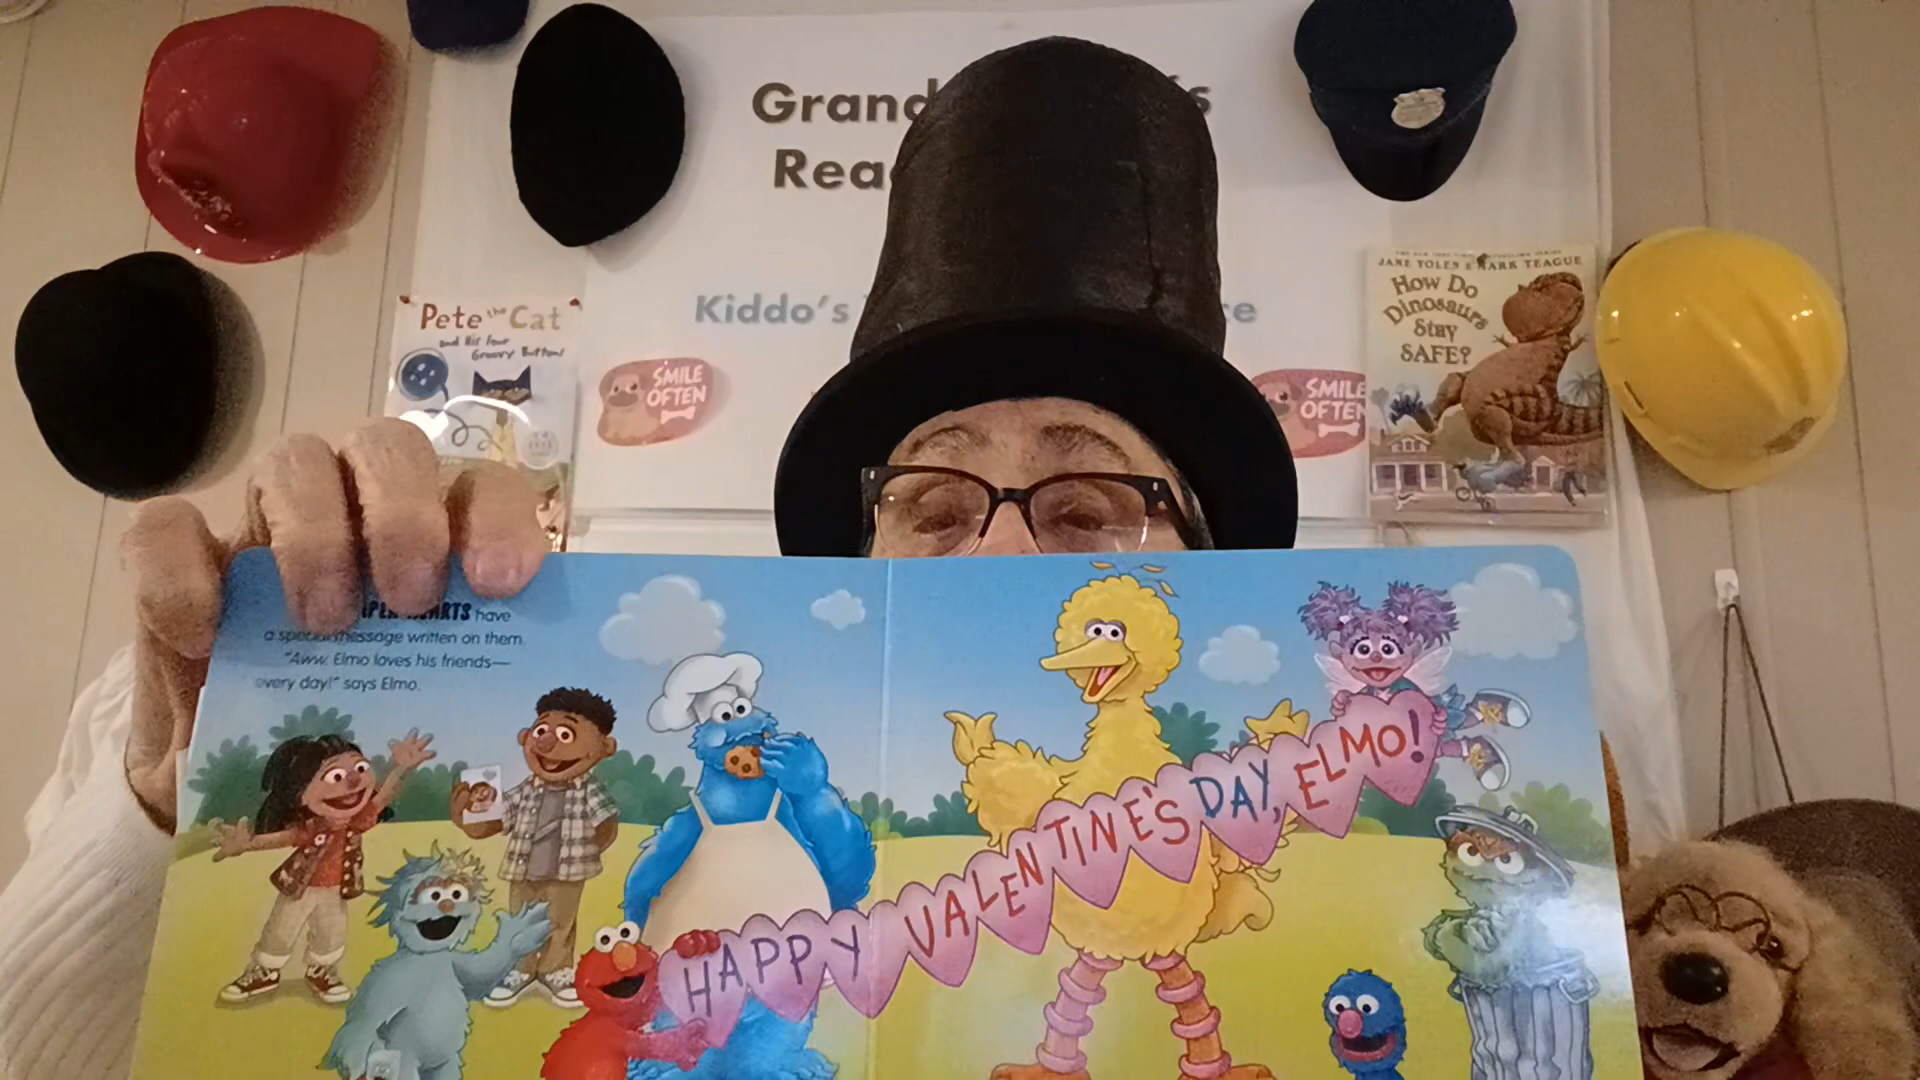 Grand
Rea
Kiddo's
Pete the Cat
and His Four
Groovy Buttons
SMILE
OFTEN
SMILE
OFTEN
JANE YOLEN & MARK TEAGUE
How Do
Dinosaurs
Stay
SAFE?
HEARTS have
a special message written on them.
"Aww. Elmo loves his friends—
every day!" says Elmo.
HAPPY VALENTINE'S DAY, ELMO!